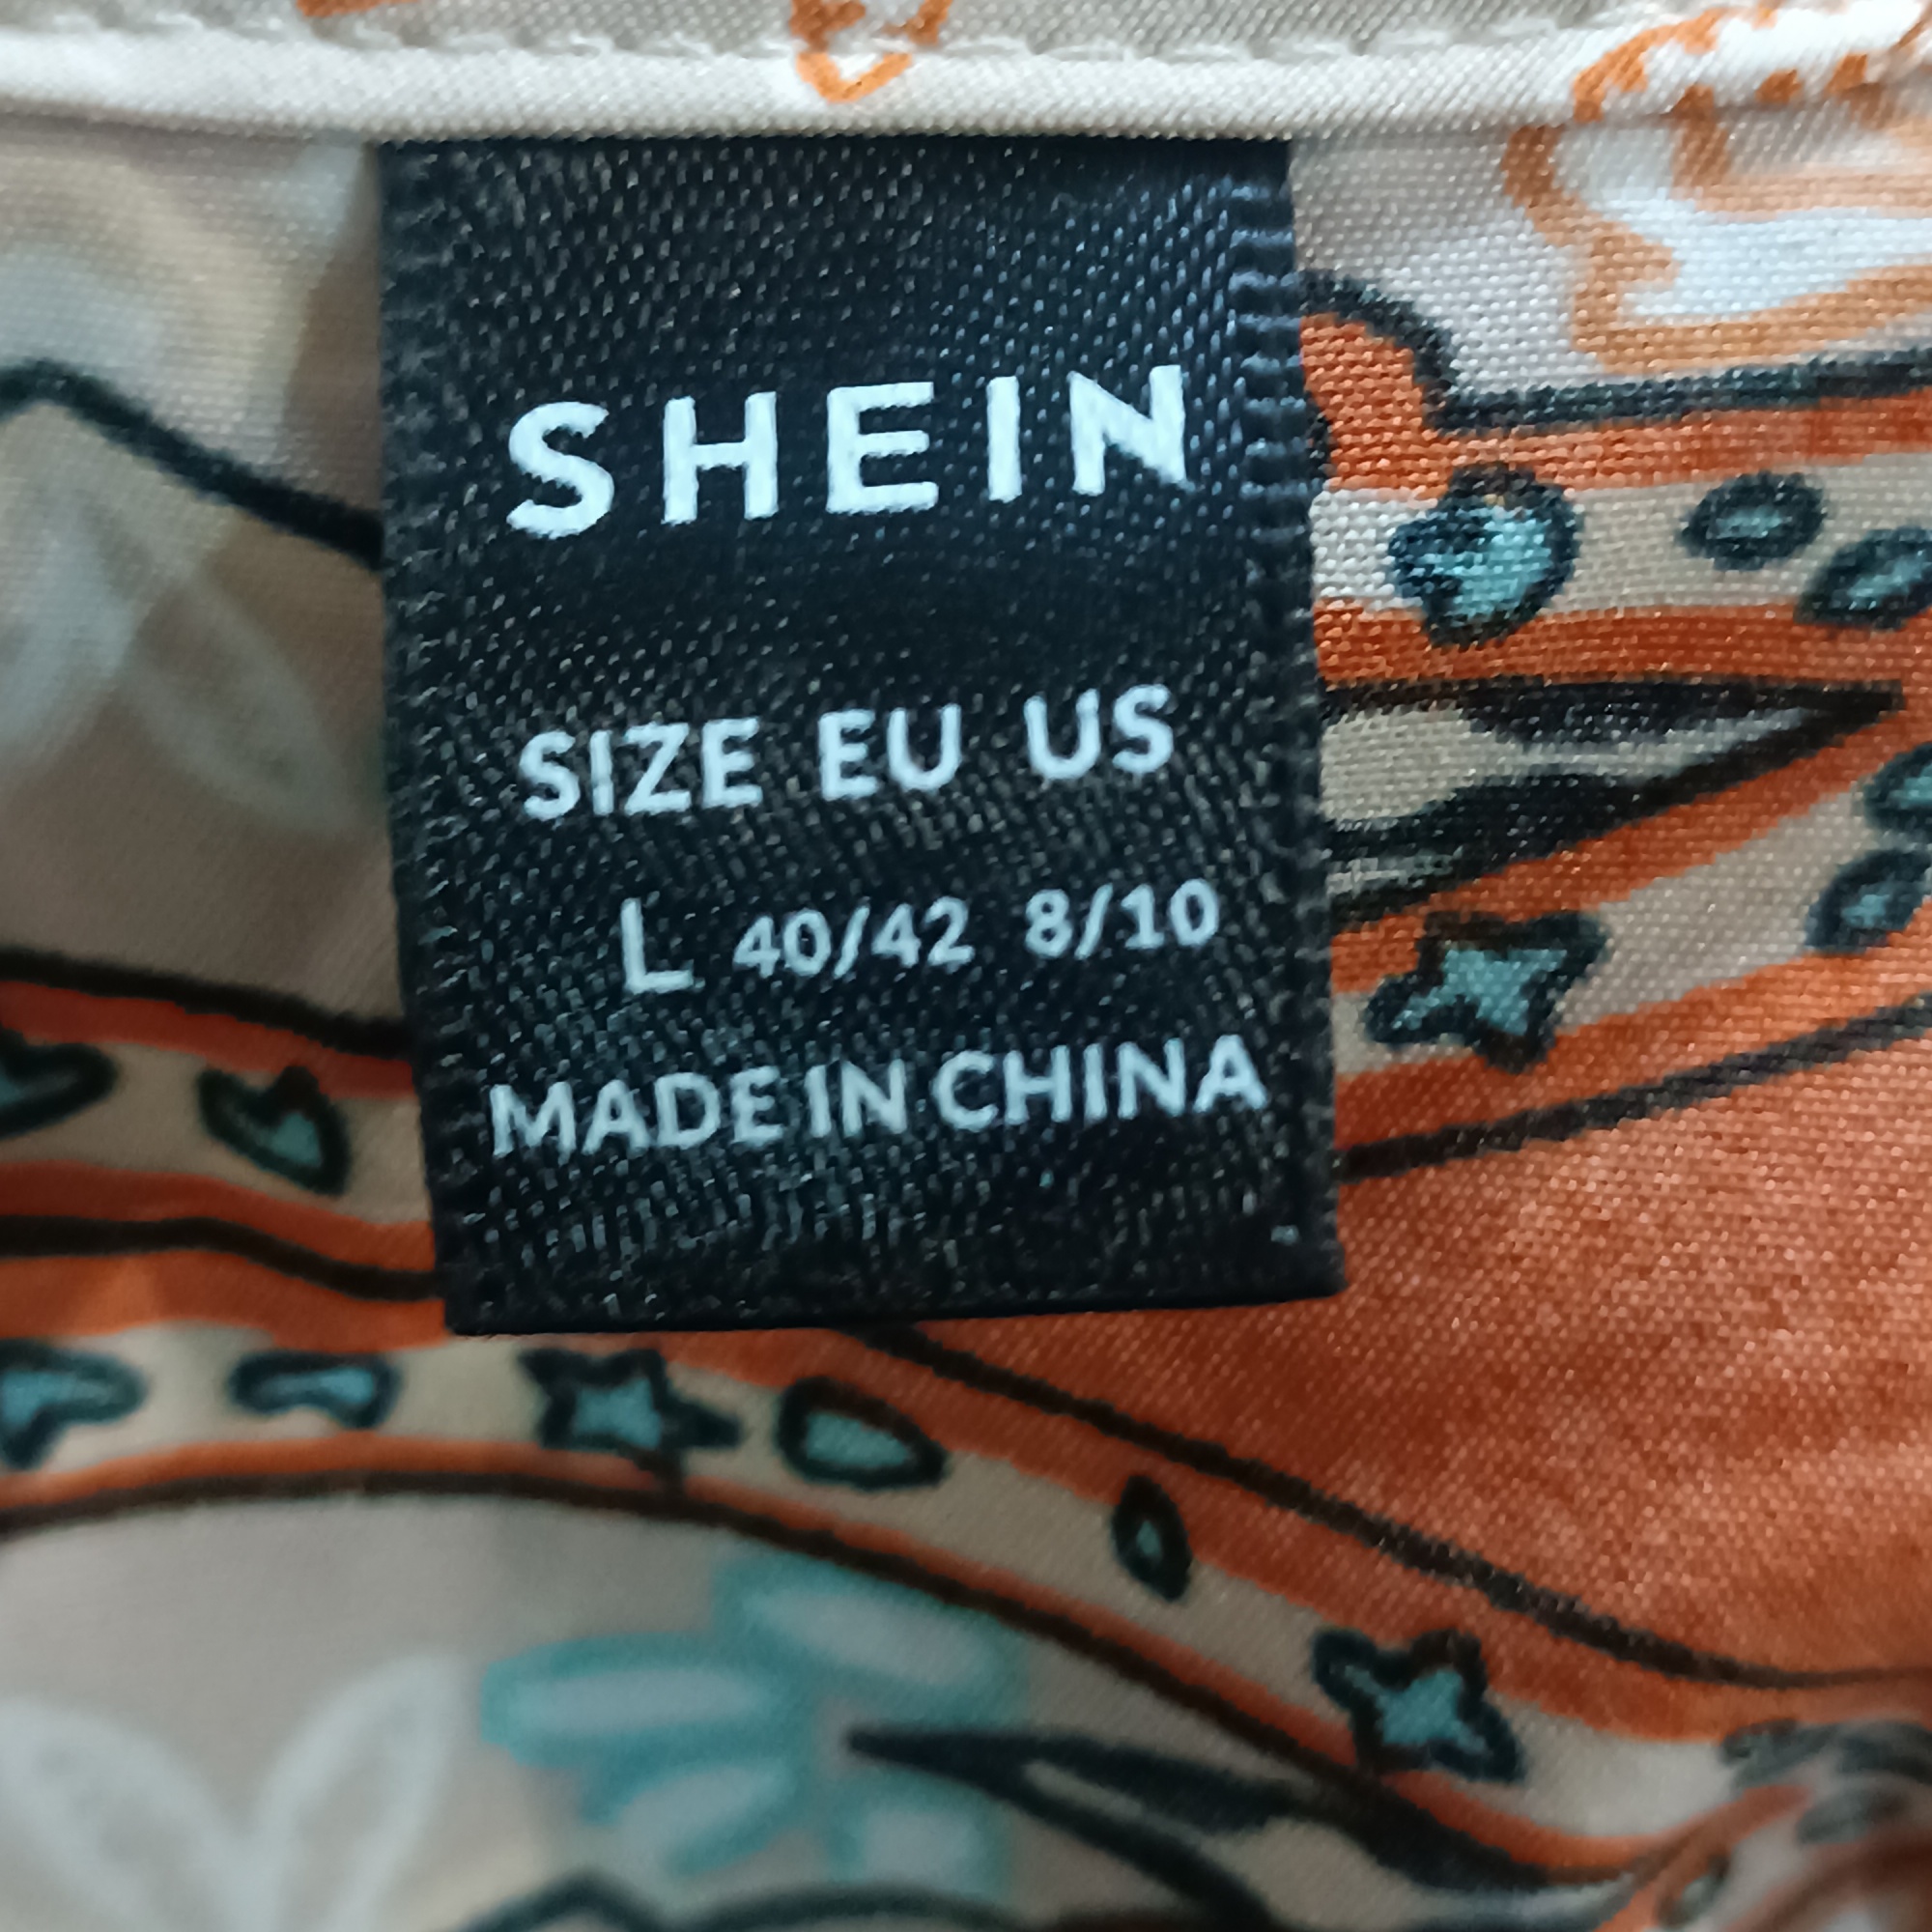 SHEIN
SIZE EU US
L 40/42 8/10
MADE IN CHINA